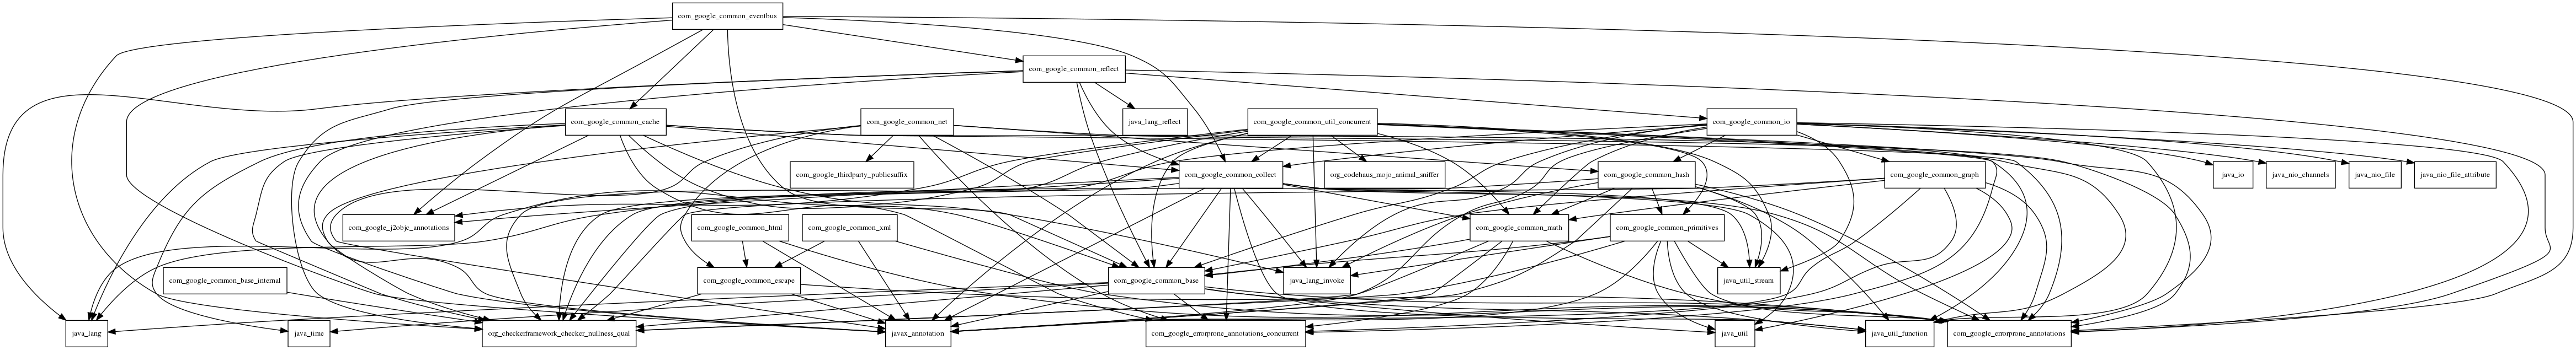 com_google_common_eventbus
com_google_common_reflect
com_google_common_cache
com_google_common_net
java_lang_reflect
com_google_common_util_concurrent
com_google_common_io
com_google_thirdparty_publicsuffix
com_google_common_collect
org_codehaus_mojo_animal_sniffer
com_google_common_hash
com_google_common_graph
java_io
java_nio_channels
java_nio_file
java_nio_file_attribute
com_google_j2objc_annotations
com_google_common_html
com_google_common_xml
com_google_common_math
com_google_common_primitives
com_google_common_base_internal
com_google_common_escape
com_google_common_base
java_lang_invoke
java_util_stream
java_lang
java_time
org_checkerframework_checker_nullness_qual
javax_annotation
com_google_errorprone_annotations_concurrent
java_util
java_util_function
com_google_errorprone_annotations